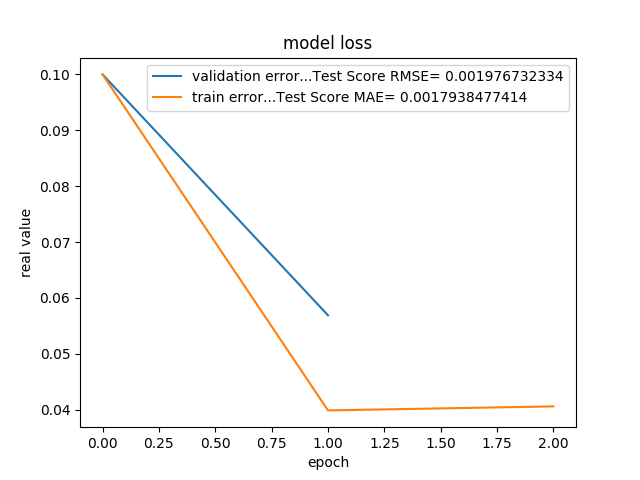 model loss
validation error...Test Score RMSE= 0.001976732334
train error...Test Score MAE= 0.0017938477414
0.10
0.09
0.08
0.07
0.06
0.05
0.04
real value
0.00 0.25 0.50 0.75 1.00 1.25 1.50 1.75 2.00
epoch